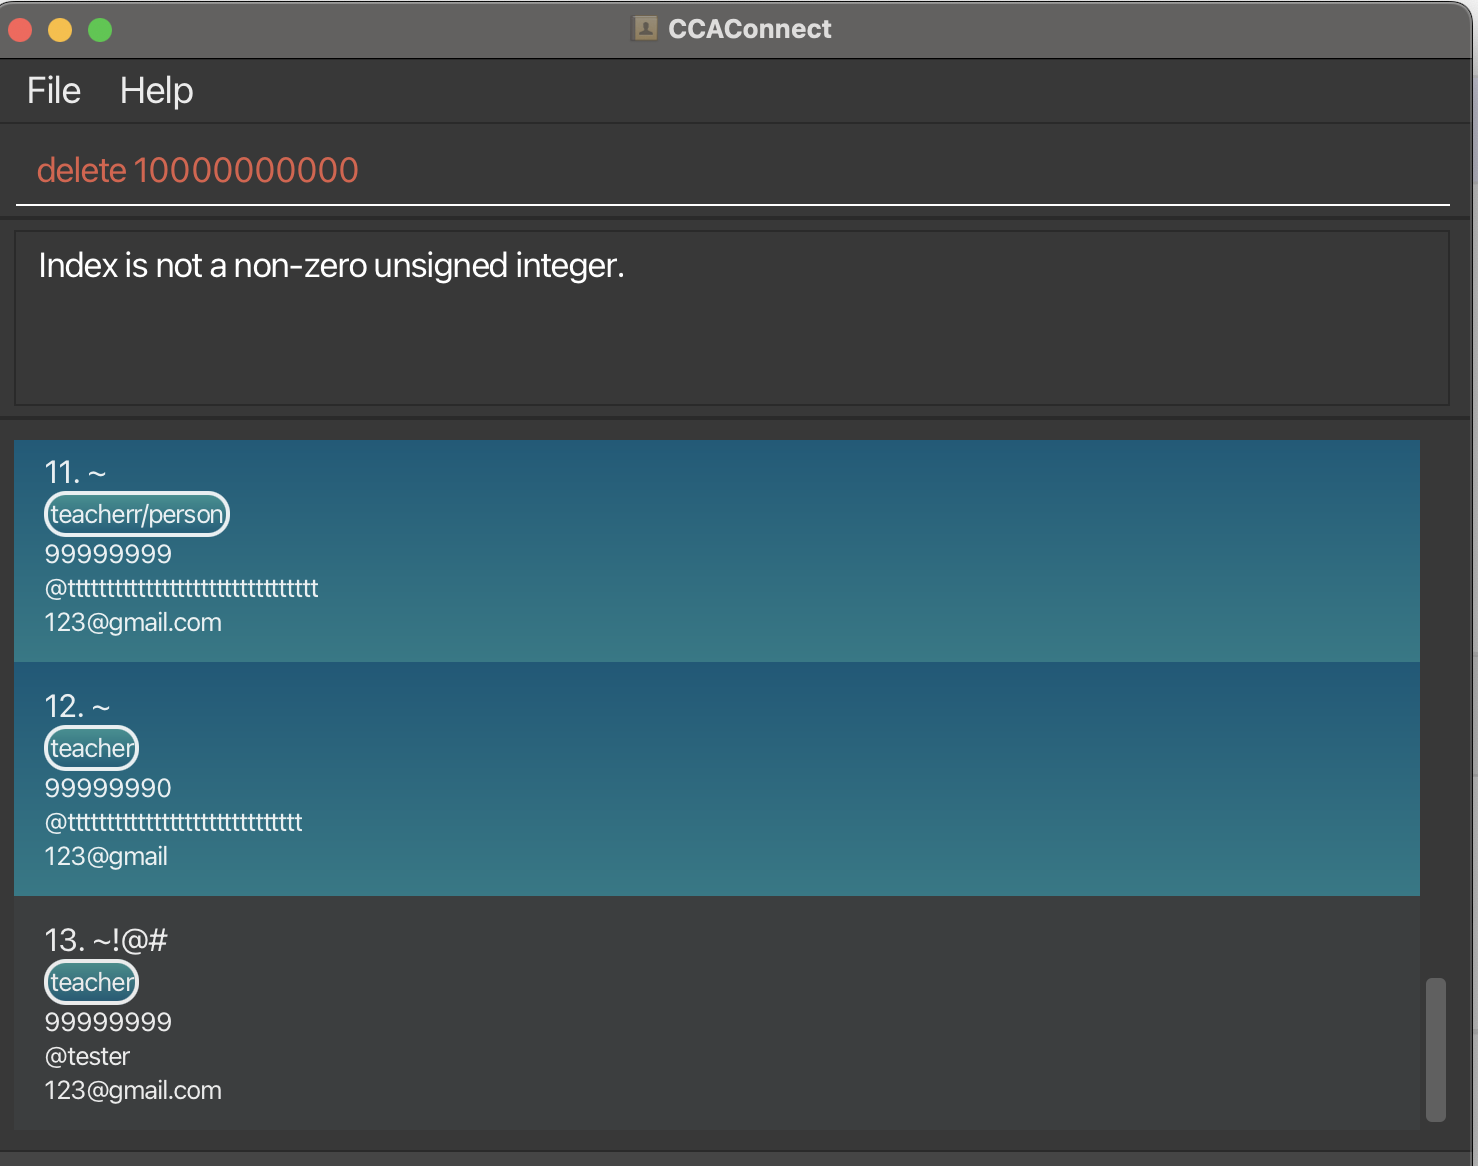 CCAConnect
File Help
delete 10000000000
Index is not a non-zero unsigned integer.
11. ~
teacherr/person
99999999
@tttttttttttttttttttttttttttttttt
123@gmail.com
12. ~
teacher
99999990
@tttttttttttttttttttttttttttttt
123@gmail
13. ~!@#
teacher
99999999
@tester
123@gmail.com